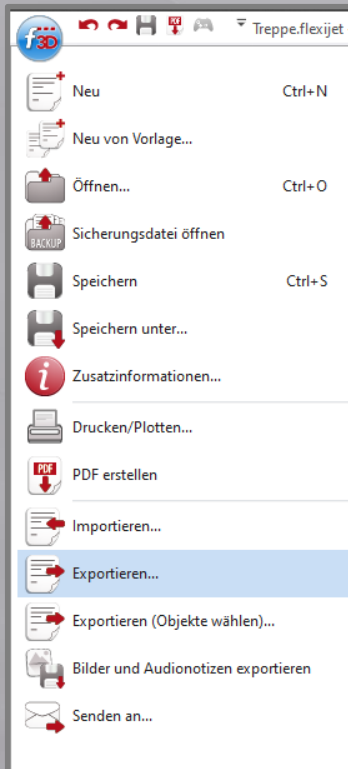 f3D
Treppe.flexijet
Neu Ctrl+N
Neu von Vorlage...
Öffnen... Ctrl+O
BACKUP
Sicherungsdatei öffnen
Speichern Ctrl+S
Speichern unter...
i
Zusatzinformationen...
Drucken/Plotten...
PDF
PDF erstellen
Importieren...
Exportieren...
Exportieren (Objekte wählen)...
Bilder und Audionotizen exportieren
Senden an...